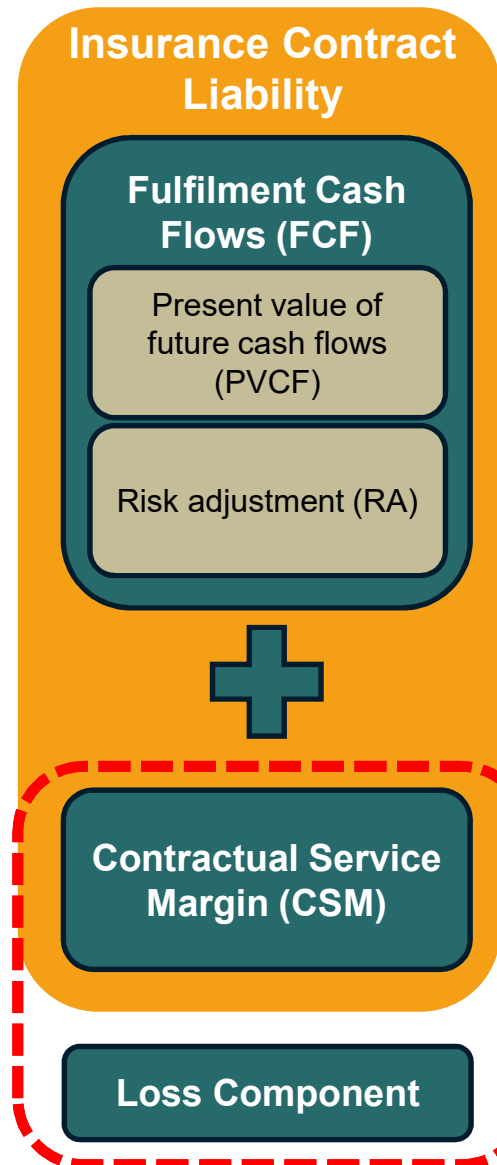 Insurance Contract
Liability
Fulfilment Cash
Flows (FCF)
Present value of
future cash flows
(PVCF)
Risk adjustment (RA)
Contractual Service
Margin (CSM)
Loss Component